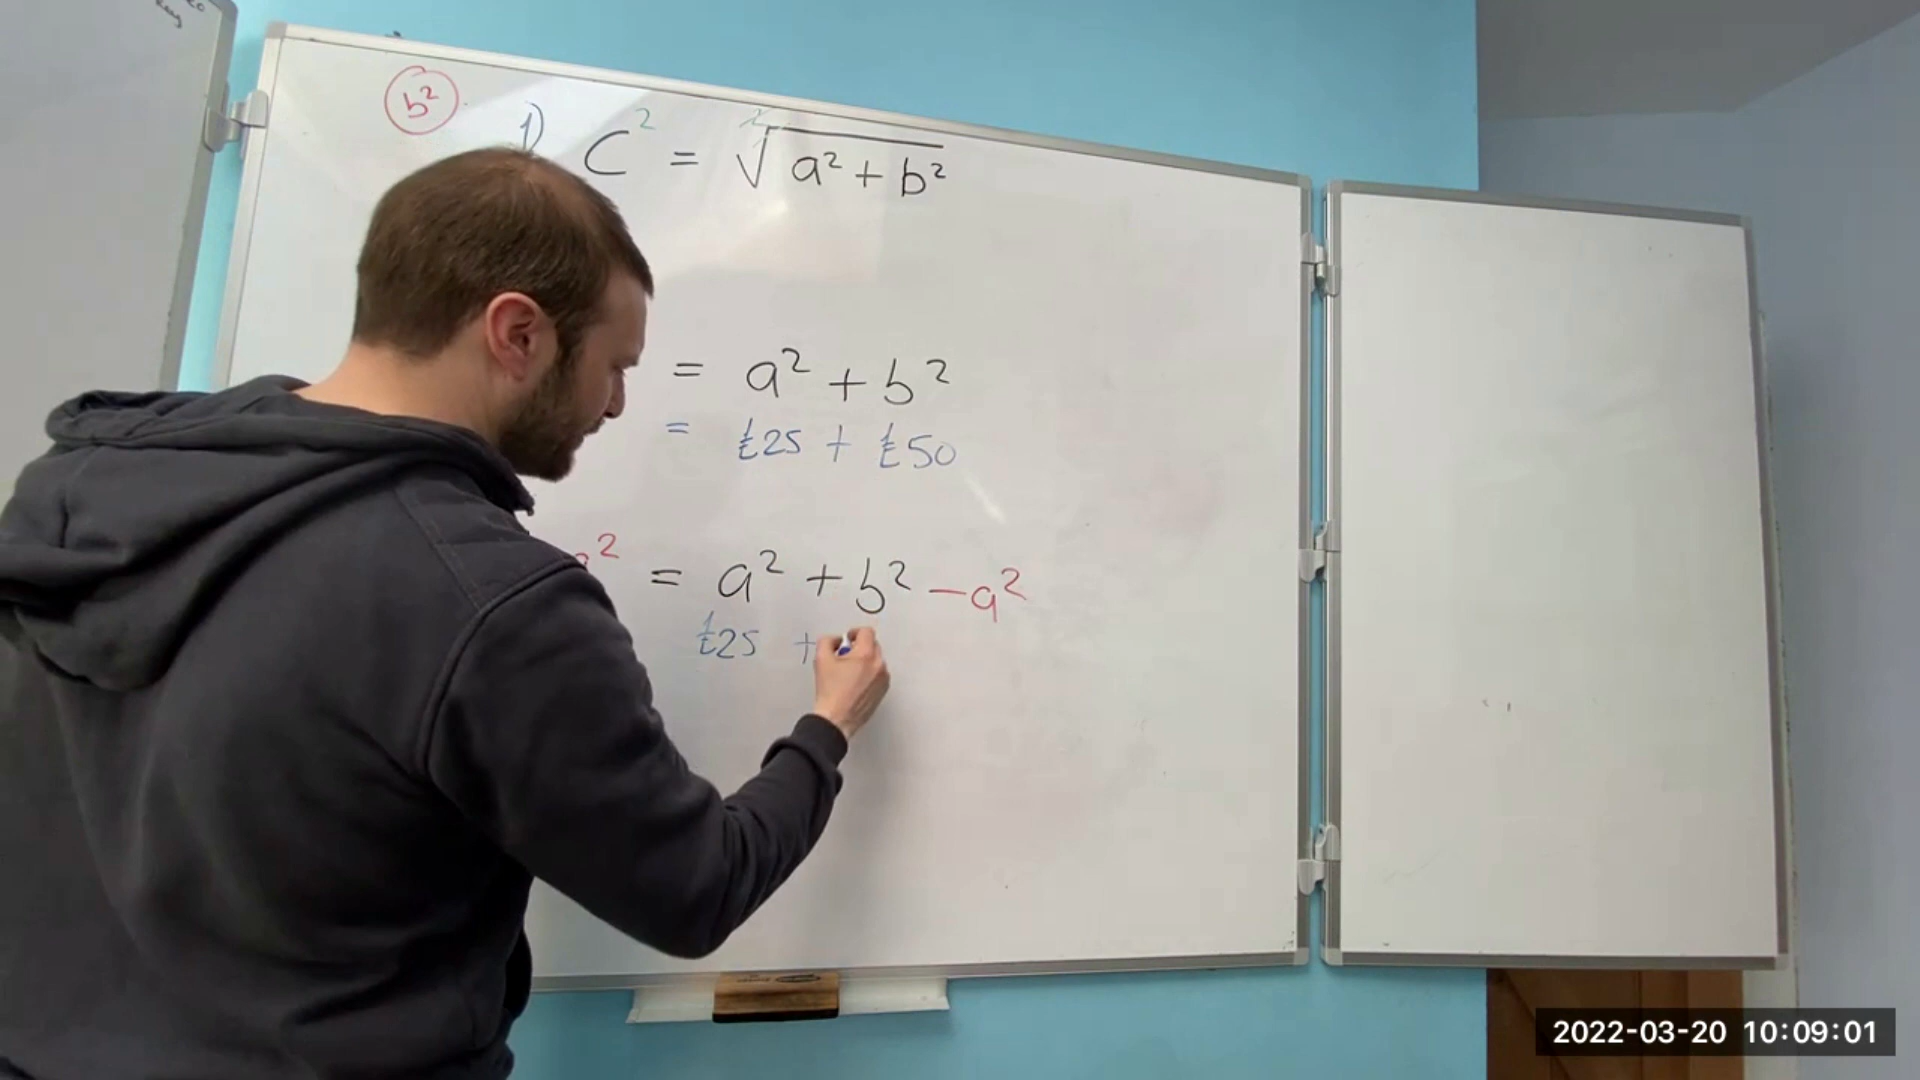 b²
1) C² = ²√a² + b²
= a² + b²
= £25 + £50
² = a² + b² - a²
£25 +
2022-03-20 10:09:01